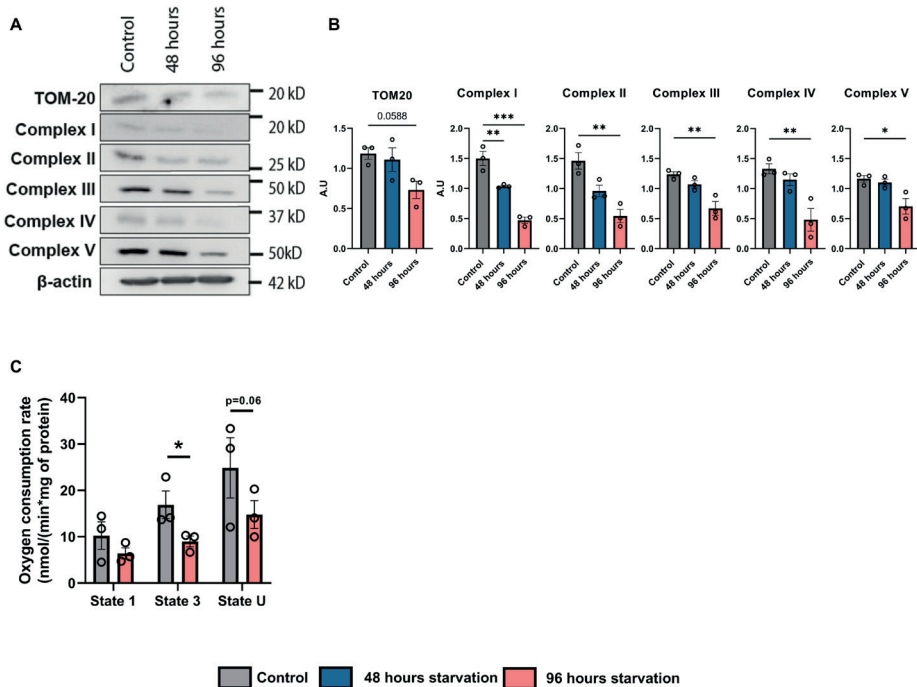 A
Control
48 hours
96 hours
TOM-20
20 kD
Complex I
20 kD
Complex II
25 kD
Complex III
50 kD
Complex IV
37 kD
Complex V
50kD
β-actin
42 kD
B
TOM20
0.0588
1.5
1.0
0.5
0.0
A.U
Control
48 hours
96 hours
Complex I
***
**
2.0
1.5
1.0
0.5
0.0
A.U
Control
48 hours
96 hours
Complex II
**
2.0
1.5
1.0
0.5
0.0
Control
48 hours
96 hours
Complex III
**
2.0
1.5
1.0
0.5
0.0
Control
48 hours
96 hours
Complex IV
**
2.0
1.5
1.0
0.5
0.0
Control
48 hours
96 hours
Complex V
*
2.0
1.5
1.0
0.5
0.0
Control
48 hours
96 hours
C
Oxygen consumption rate
(nmol/(min*mg of protein)
40
30
20
10
0
*
p=0.06
State 1
State 3
State U
Control
48 hours starvation
96 hours starvation